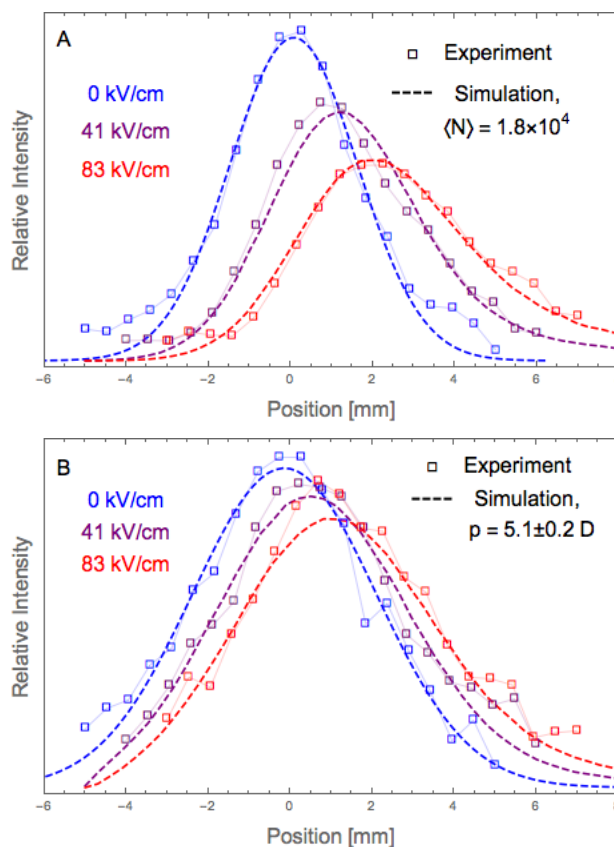 A
Experiment
0 kV/cm
Simulation,
41 kV/cm
⟨N⟩ = 1.8×10⁴
83 kV/cm
Relative Intensity
-6 -4 -2 0 2 4 6
Position [mm]
B
Experiment
0 kV/cm
Simulation,
41 kV/cm
p = 5.1±0.2 D
83 kV/cm
Relative Intensity
-6 -4 -2 0 2 4 6 8
Position [mm]